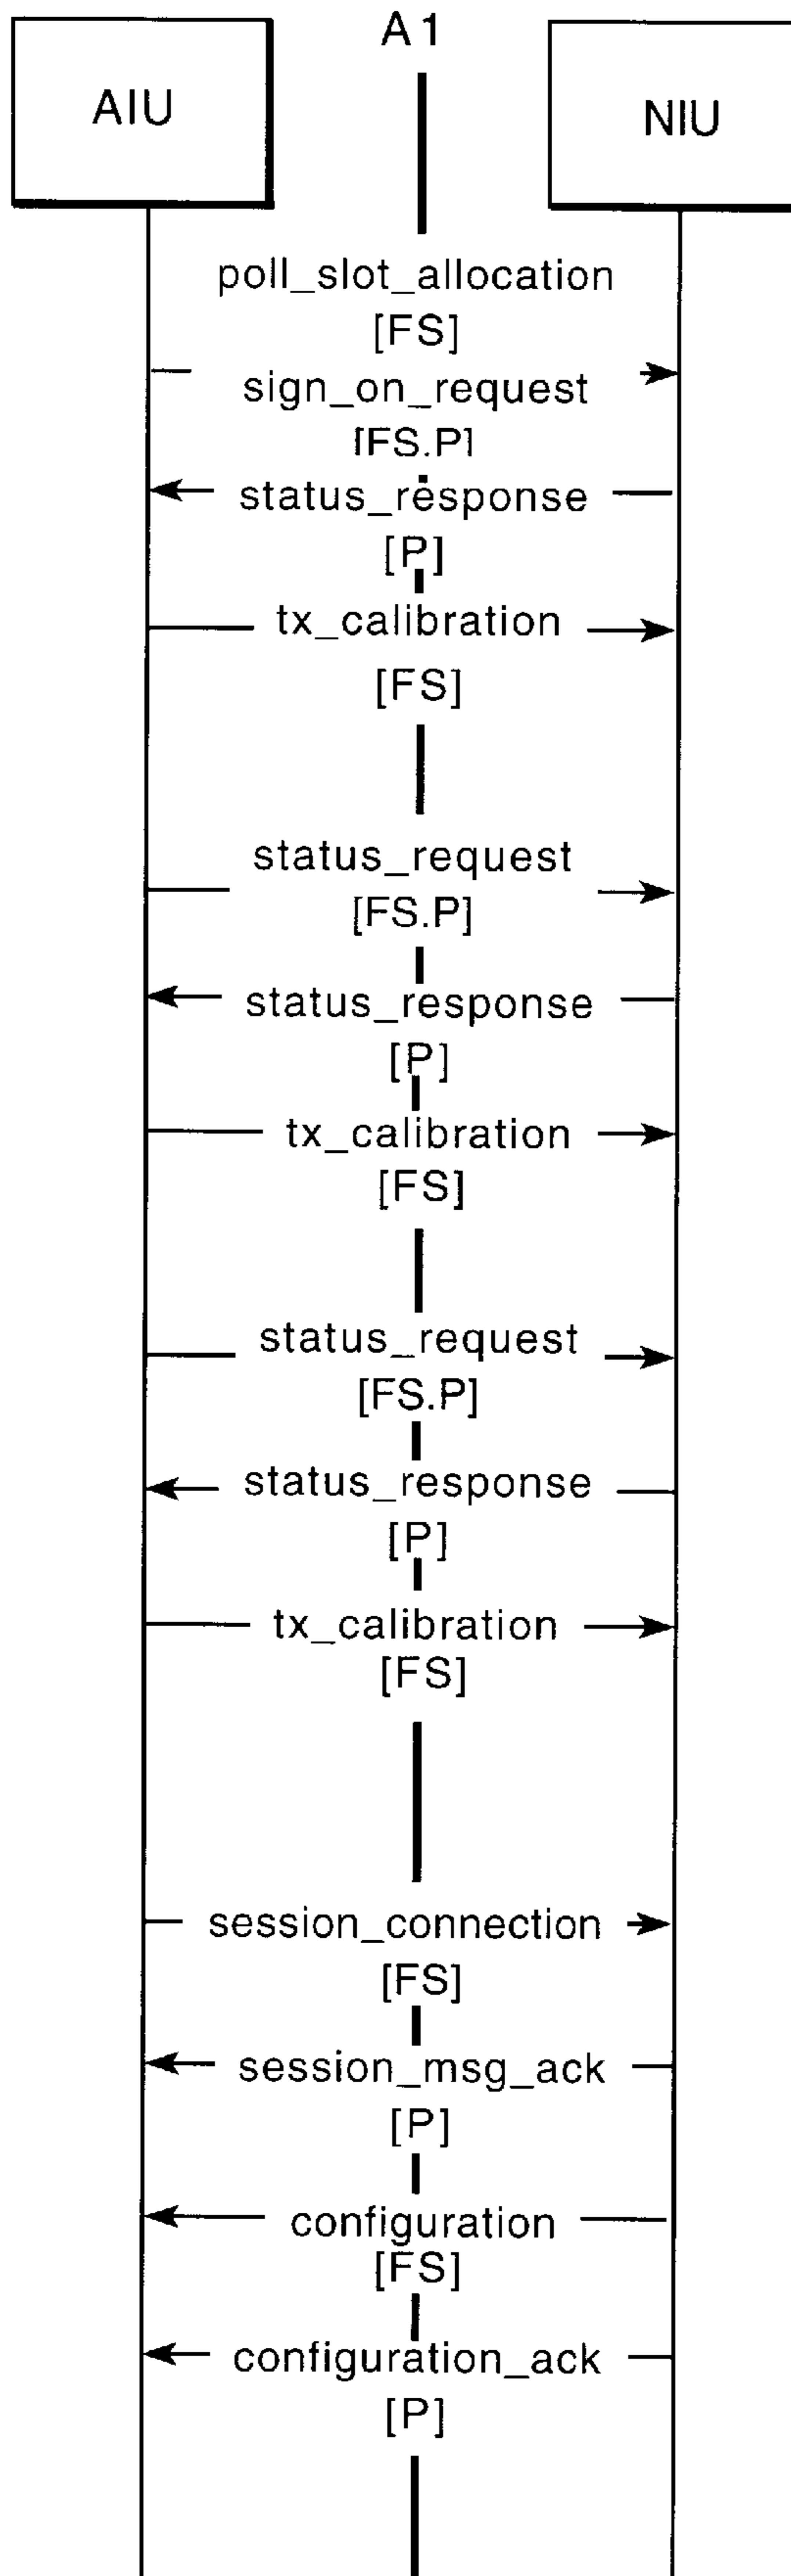 A1
AIU
NIU
poll_slot_allocation
[FS]
sign_on_request
[FS.P]
status_response
[P]
tx_calibration
[FS]
status_request
[FS.P]
status_response
[P]
tx_calibration
[FS]
status_request
[FS.P]
status_response
[P]
tx_calibration
[FS]
session_connection
[FS]
session_msg_ack
[P]
configuration
[FS]
configuration_ack
[P]